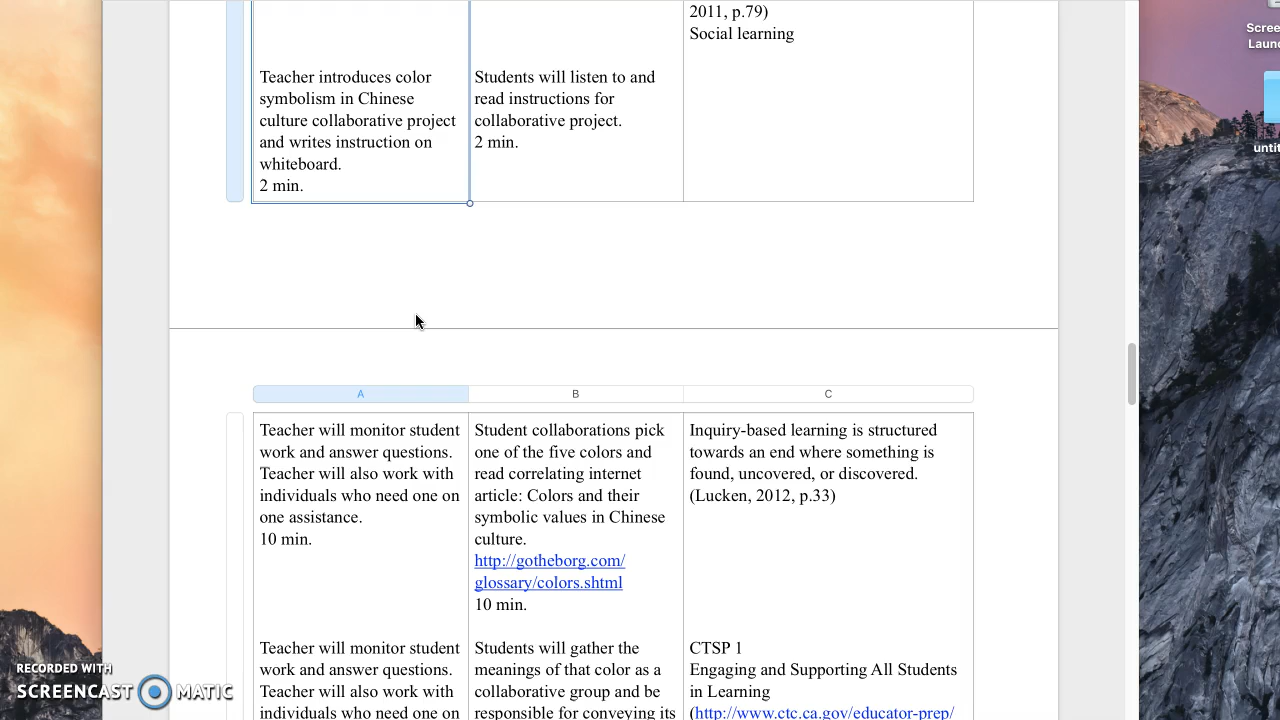 2011, p.79)
Social learning
Teacher introduces color
symbolism in Chinese
culture collaborative project
and writes instruction on
whiteboard.
2 min.
Students will listen to and
read instructions for
collaborative project.
2 min.
A
B
C
Teacher will monitor student
work and answer questions.
Teacher will also work with
individuals who need one on
one assistance.
10 min.
Student collaborations pick
one of the five colors and
read correlating internet
article: Colors and their
symbolic values in Chinese
culture.
http://gotheborg.com/
glossary/colors.shtml
10 min.
Inquiry-based learning is structured
towards an end where something is
found, uncovered, or discovered.
(Lucken, 2012, p.33)
Teacher will monitor student
work and answer questions.
Teacher will also work with
individuals who need one on
Students will gather the
meanings of that color as a
collaborative group and be
responsible for conveying its
CTSP 1
Engaging and Supporting All Students
in Learning
(http://www.ctc.ca.gov/educator-prep/
Scree
Laun
untit
RECORDED WITH
SCREENCAST MATIC